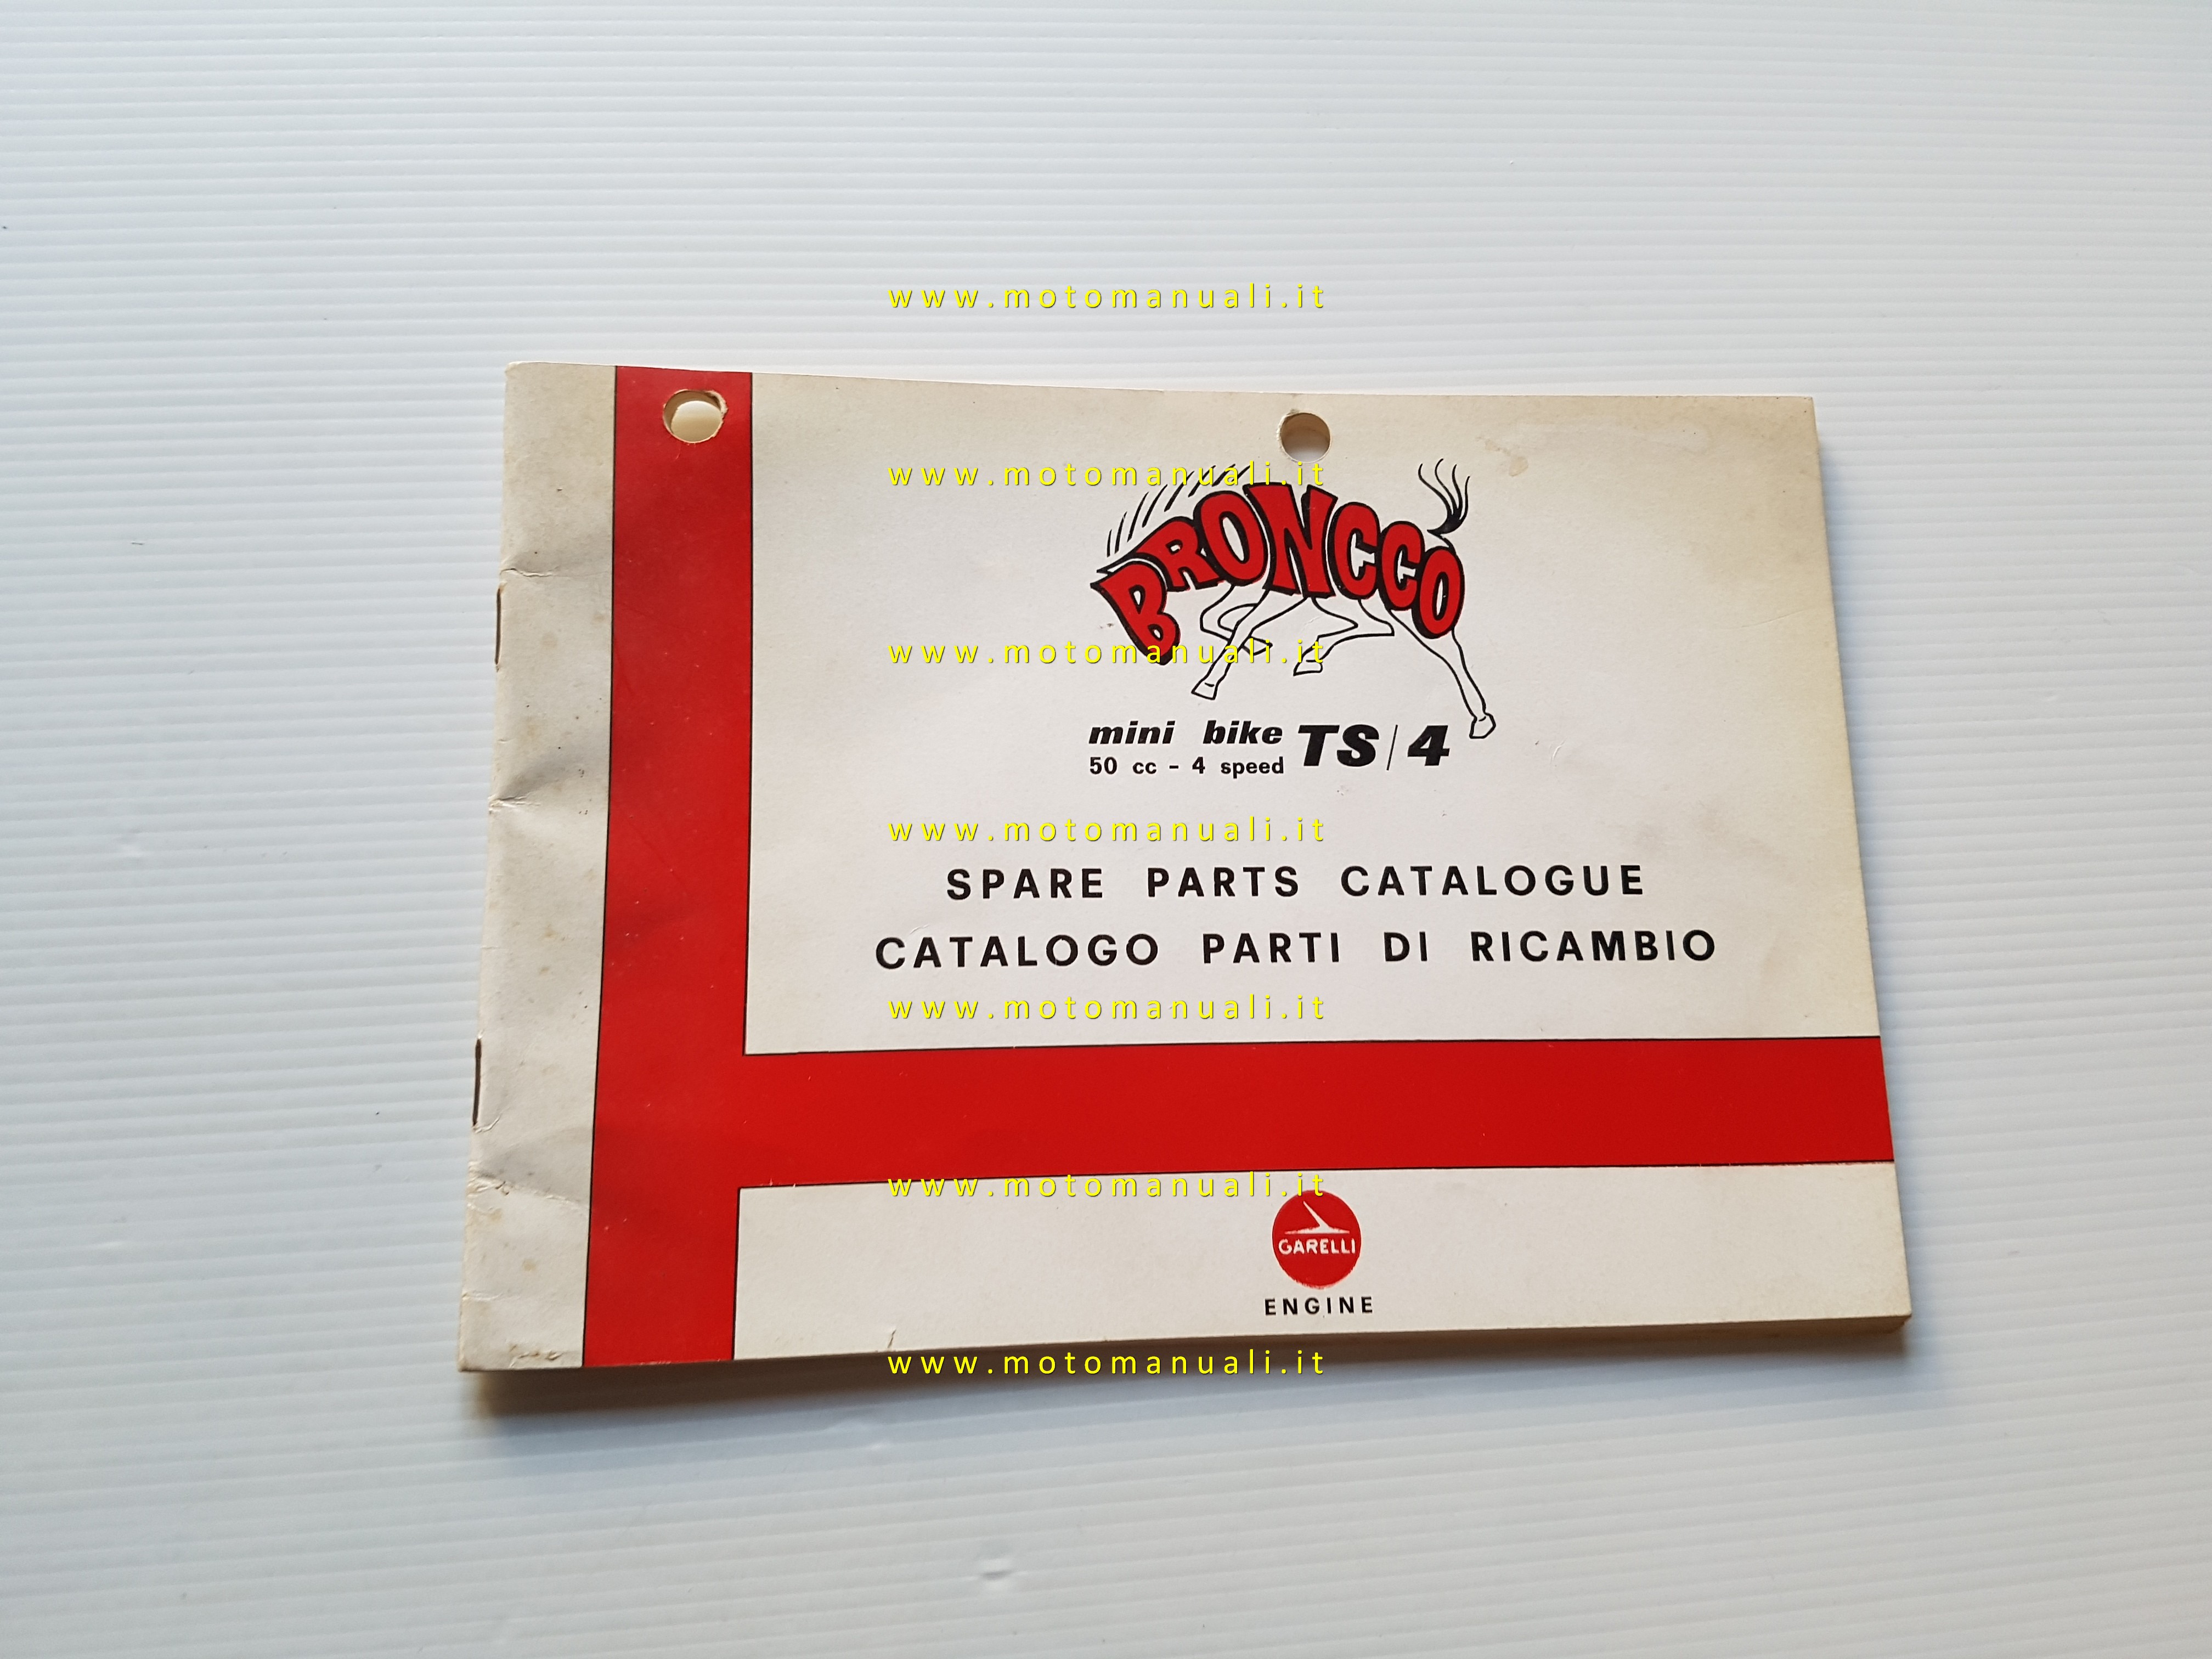 www.motomanuali.it
www.motomanuali.it
BRONCCO
www.motomanuali.it
mini bike TS/4
50 cc - 4 speed
www.motomanuali.it
SPARE PARTS CATALOGUE
CATALOGO PARTI DI RICAMBIO
www.motomanuali.it
www.motomanuali.it
GARELLI
ENGINE
www.motomanuali.it